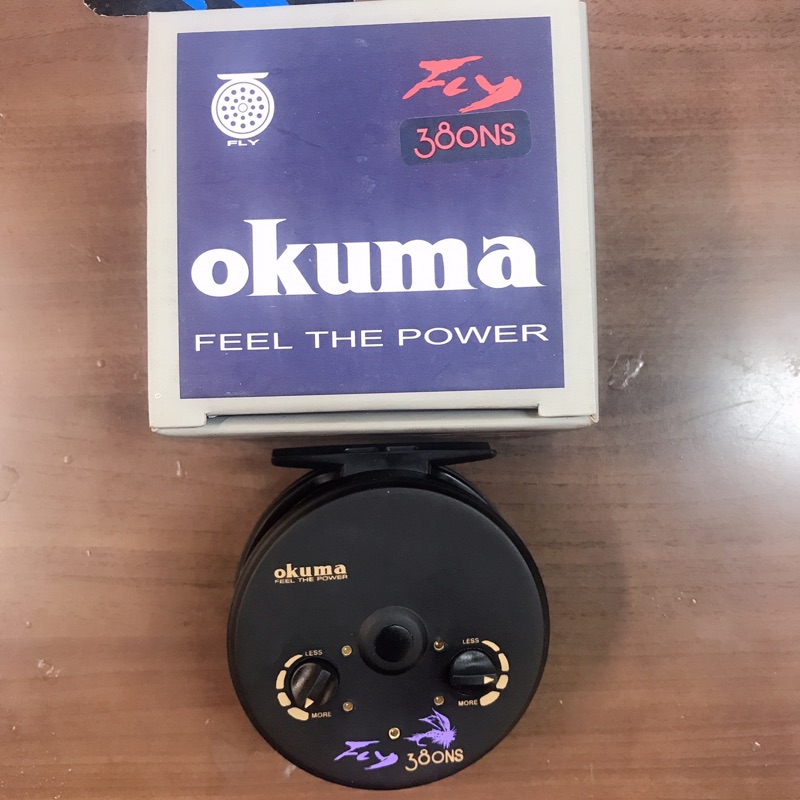 Fly
380NS
FLY
okuma
FEEL THE POWER
okuma
FEEL THE POWER
LESS
MORE
LESS
MORE
Fly 380NS